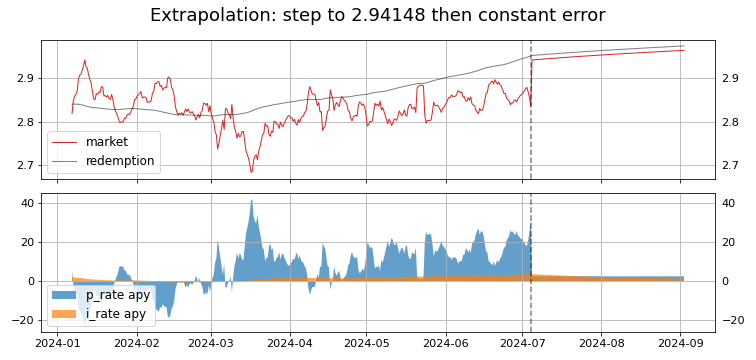 Extrapolation: step to 2.94148 then constant error
2.9 2.9
2.8 2.8
2.7 2.7
market
redemption
40 40
20 20
0 0
−20 −20
p_rate apy
i_rate apy
2024-01 2024-02 2024-03 2024-04 2024-05 2024-06 2024-07 2024-08 2024-09